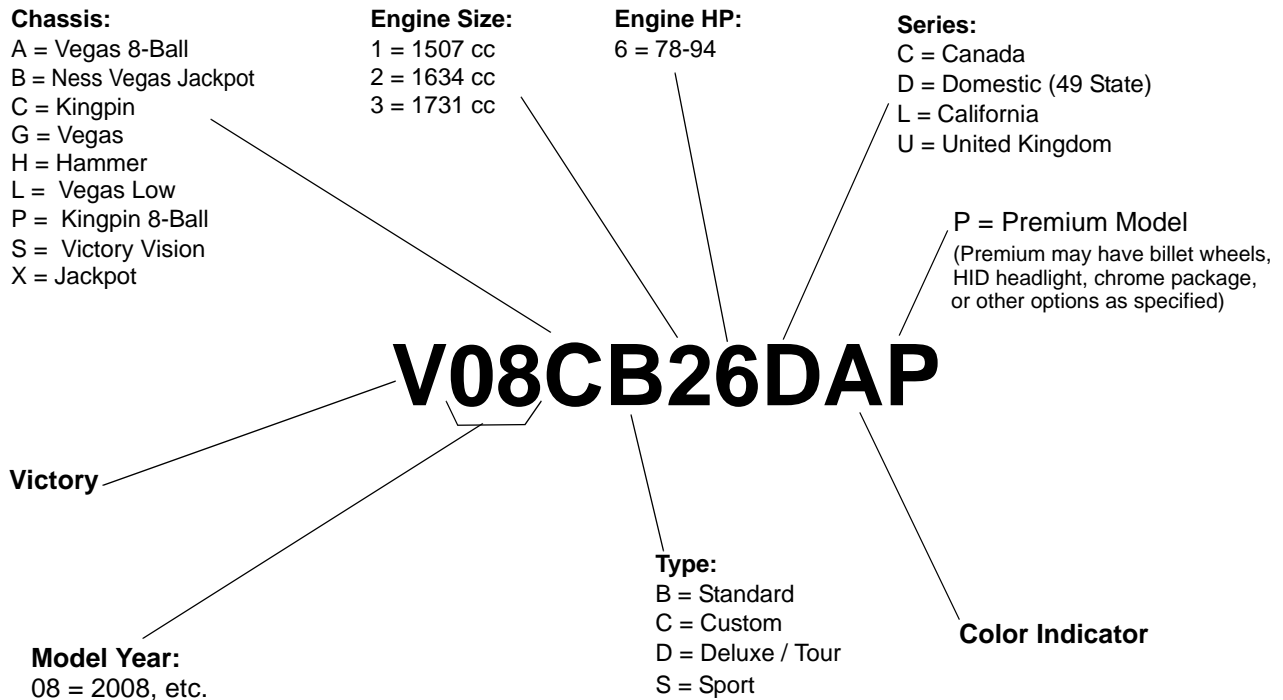 Chassis:
A = Vegas 8-Ball
B = Ness Vegas Jackpot
C = Kingpin
G = Vegas
H = Hammer
L = Vegas Low
P = Kingpin 8-Ball
S = Victory Vision
X = Jackpot
Engine Size:
1 = 1507 cc
2 = 1634 cc
3 = 1731 cc
Engine HP:
6 = 78-94
Series:
C = Canada
D = Domestic (49 State)
L = California
U = United Kingdom
P = Premium Model
(Premium may have billet wheels,
HID headlight, chrome package,
or other options as specified)
V08CB26DAP
Victory
Model Year:
08 = 2008, etc.
Type:
B = Standard
C = Custom
D = Deluxe / Tour
S = Sport
Color Indicator